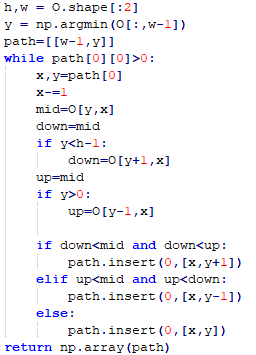 h,w = O.shape[:2]
y = np.argmin(O[:,w-1])
path=[[w-1,y]]
while path[0][0]>0:
    x,y=path[0]
    x-=1
    mid=O[y,x]
    down=mid
    if y<h-1:
        down=O[y+1,x]
    up=mid
    if y>0:
        up=O[y-1,x]

    if down<mid and down<up:
        path.insert(0,[x,y+1])
    elif up<mid and up<down:
        path.insert(0,[x,y-1])
    else:
        path.insert(0,[x,y])
return np.array(path)